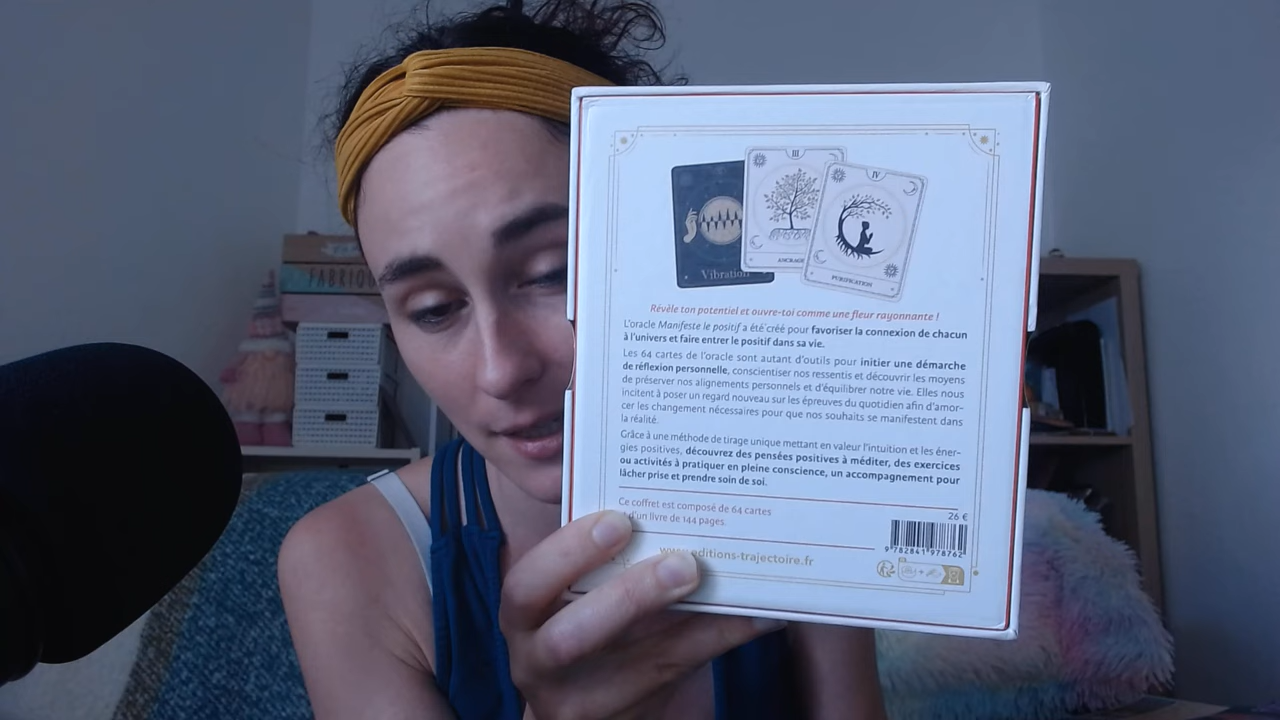 FABRIQU
III
IV
Vibration
ANCRAG
PURIFICATION
Révèle ton potentiel et ouvre-toi comme une fleur rayonnante !
L'oracle Manifeste le positif a été créé pour favoriser la connexion de chacun
à l'univers et faire entrer le positif dans sa vie.
Les 64 cartes de l'oracle sont autant d'outils pour initier une démarche
de réflexion personnelle, conscientiser nos ressentis et découvrir les moyens
de préserver nos alignements personnels et d'équilibrer notre vie. Elles nous
incitent à poser un regard nouveau sur les épreuves du quotidien afin d'amor-
cer les changement nécessaires pour que nos souhaits se manifestent dans
la réalité.
Grâce à une méthode de tirage unique mettant en valeur l'intuition et les éner-
gies positives, découvrez des pensées positives à méditer, des exercices
ou activités à pratiquer en pleine conscience, un accompagnement pour
lâcher prise et prendre soin de soi.
Ce coffret est composé de 64 cartes
d'un livre de 144 pages.
26 €
9 782841 978762
www.editions-trajectoire.fr